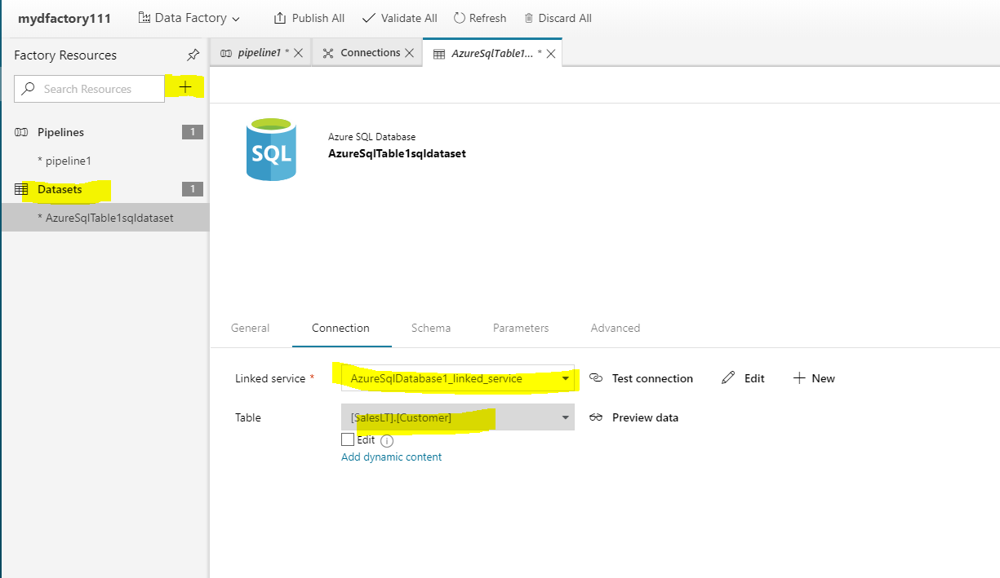 mydfactory111 Data Factory Publish All Validate All Refresh Discard All
Factory Resources
Search Resources
Pipelines 1
* pipeline1
Datasets 1
* AzureSqlTable1sqldataset
pipeline1 * Connections AzureSqlTable1... *
SQL
Azure SQL Database
AzureSqlTable1sqldataset
General Connection Schema Parameters Advanced
Linked service * AzureSqlDatabase1_linked_service Test connection Edit New
Table [SalesLT].[Customer] Preview data
Edit
Add dynamic content